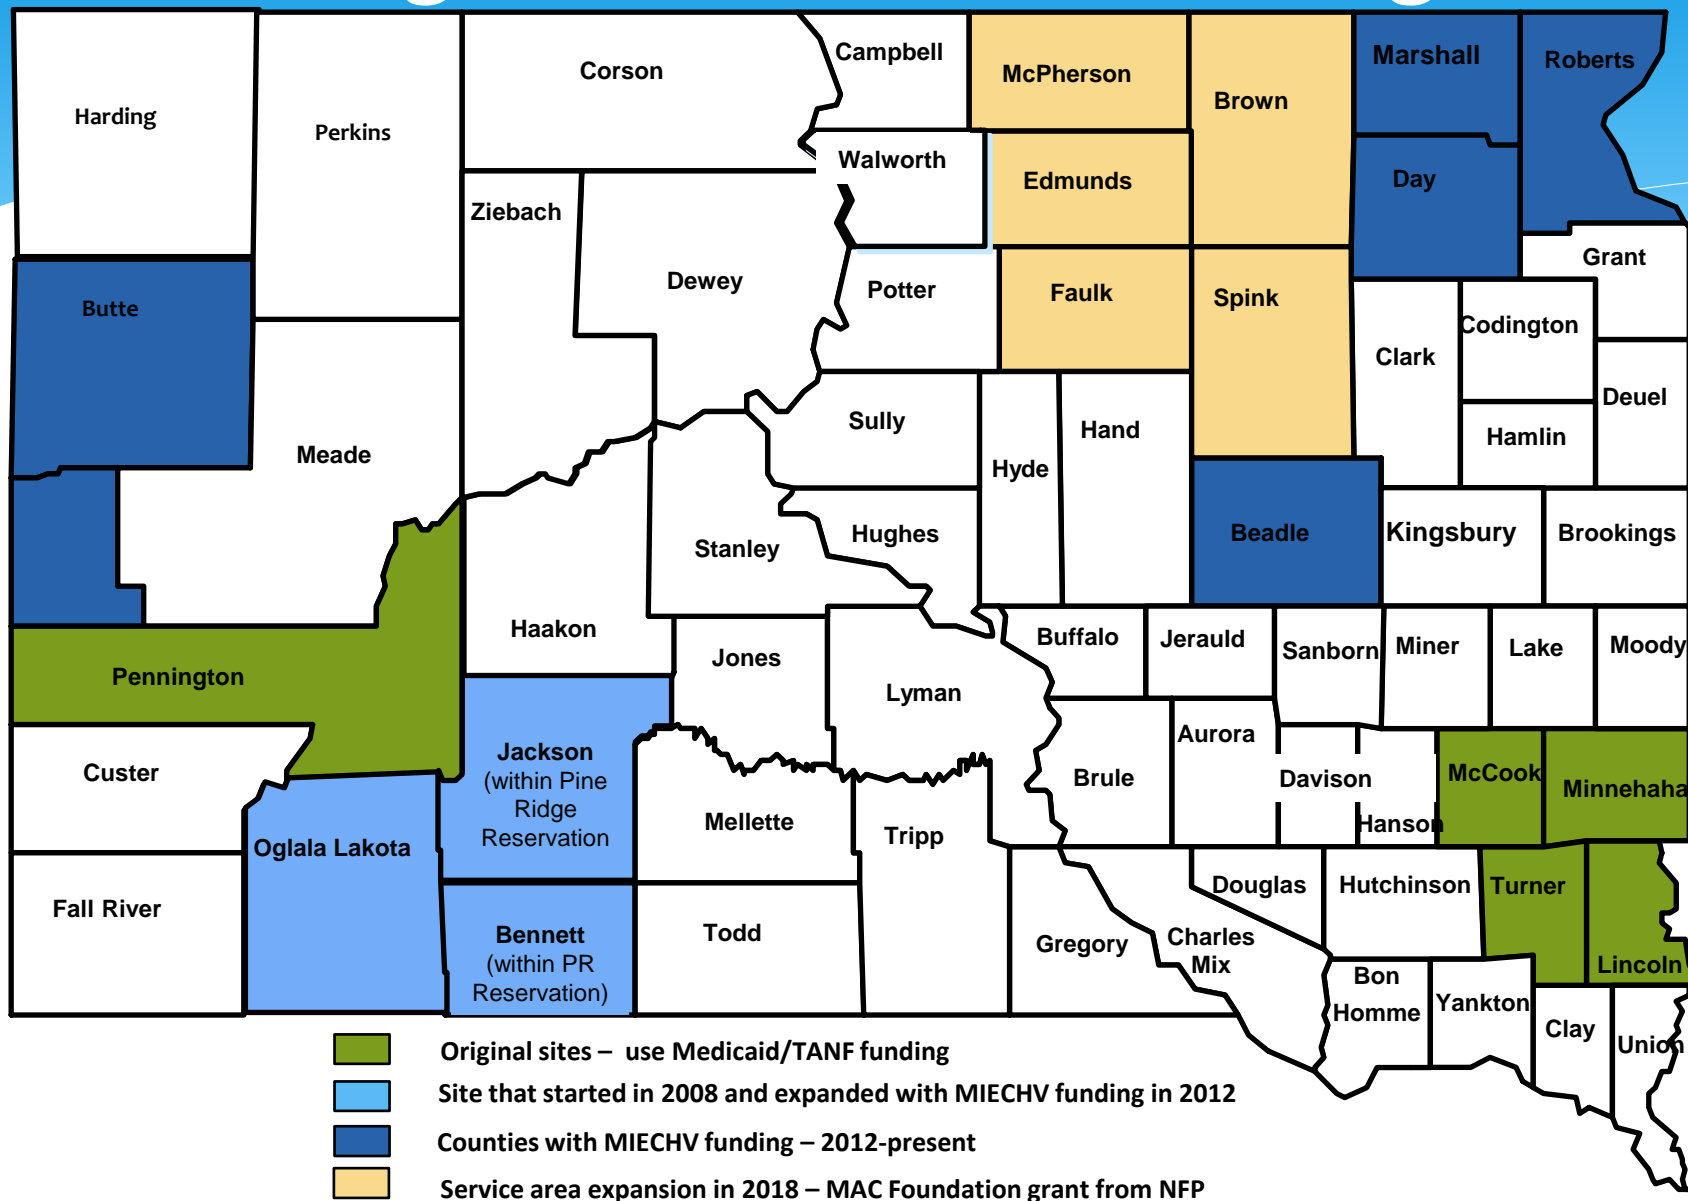 Harding
Perkins
Corson
Campbell
McPherson
Brown
Marshall
Roberts
Walworth
Edmunds
Day
Ziebach
Dewey
Potter
Faulk
Spink
Grant
Butte
Codington
Clark
Deuel
Sully
Hand
Hamlin
Meade
Hyde
Stanley
Hughes
Beadle
Kingsbury
Brookings
Haakon
Jones
Buffalo
Jerauld
Sanborn
Miner
Lake
Moody
Pennington
Lyman
Aurora
Custer
Jackson
(within Pine
Ridge
Reservation
Brule
Davison
McCook
Minnehaha
Hanson
Oglala Lakota
Mellette
Tripp
Fall River
Douglas
Hutchinson
Turner
Bennett
(within PR
Reservation)
Todd
Gregory
Charles
Mix
Lincoln
Bon
Homme
Yankton
Clay
Union
Original sites – use Medicaid/TANF funding
Site that started in 2008 and expanded with MIECHV funding in 2012
Counties with MIECHV funding – 2012-present
Service area expansion in 2018 – MAC Foundation grant from NFP